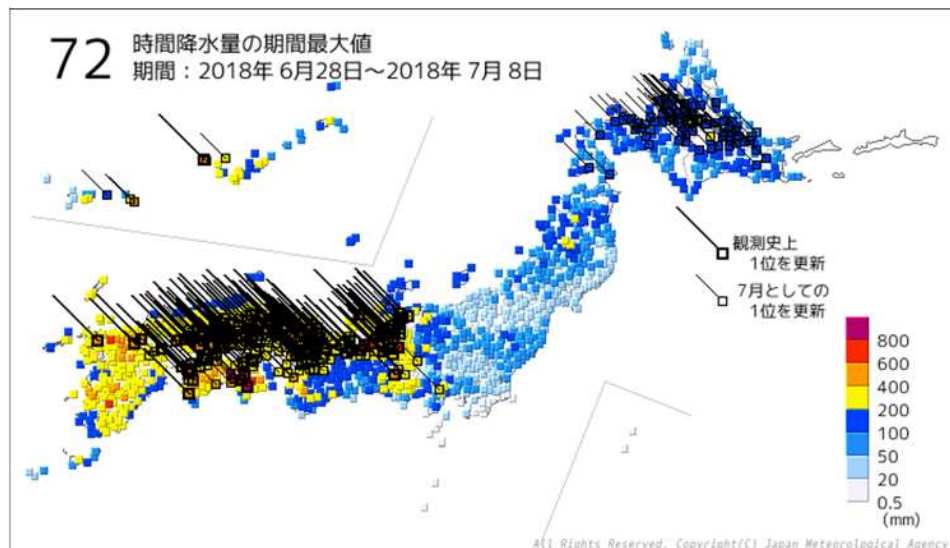 72 時間降水量の期間最大値
期間：2018年 6月28日～2018年 7月 8日
観測史上
1位を更新
7月としての
1位を更新
800
600
400
200
100
50
20
0.5
(mm)
All Rights Reserved. Copyright(C) Japan Meteorological Agency